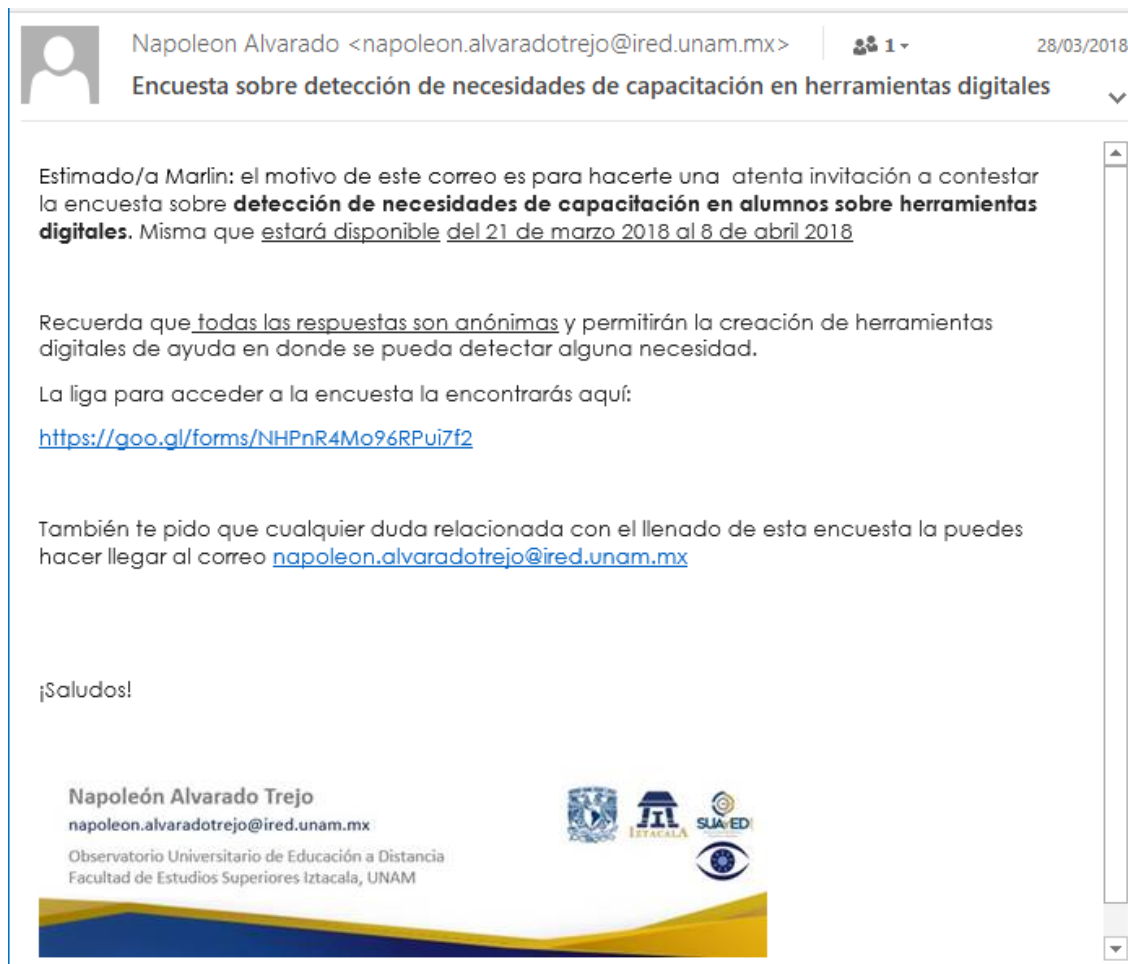 Napoleon Alvarado <napoleon.alvaradotrejo@ired.unam.mx>
1
28/03/2018
Encuesta sobre detección de necesidades de capacitación en herramientas digitales
Estimado/a Marlin: el motivo de este correo es para hacerte una atenta invitación a contestar
la encuesta sobre detección de necesidades de capacitación en alumnos sobre herramientas
digitales. Misma que estará disponible del 21 de marzo 2018 al 8 de abril 2018
Recuerda que todas las respuestas son anónimas y permitirán la creación de herramientas
digitales de ayuda en donde se pueda detectar alguna necesidad.
La liga para acceder a la encuesta la encontrarás aquí:
https://goo.gl/forms/NHPnR4Mo96RPui7f2
También te pido que cualquier duda relacionada con el llenado de esta encuesta la puedes
hacer llegar al correo napoleon.alvaradotrejo@ired.unam.mx
¡Saludos!
Napoleón Alvarado Trejo
napoleon.alvaradotrejo@ired.unam.mx
Observatorio Universitario de Educación a Distancia
Facultad de Estudios Superiores Iztacala, UNAM
IZTACALA
SUAyED